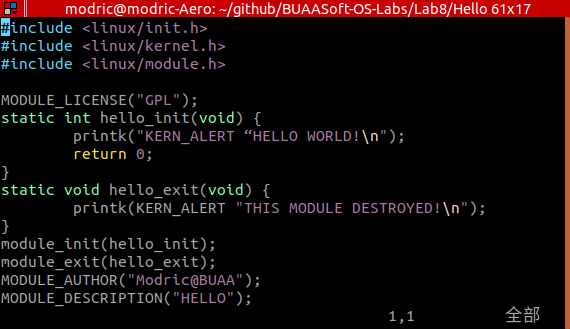 modric@modric-Aero: ~/github/BUAASoft-OS-Labs/Lab8/Hello 61x17
#include <linux/init.h>
#include <linux/kernel.h>
#include <linux/module.h>
MODULE_LICENSE("GPL");
static int hello_init(void) {
        printk("KERN_ALERT “HELLO WORLD!\n");
        return 0;
}
static void hello_exit(void) {
        printk(KERN_ALERT "THIS MODULE DESTROYED!\n");
}
module_init(hello_init);
module_exit(hello_exit);
MODULE_AUTHOR("Modric@BUAA");
MODULE_DESCRIPTION("HELLO");
1,1 全部